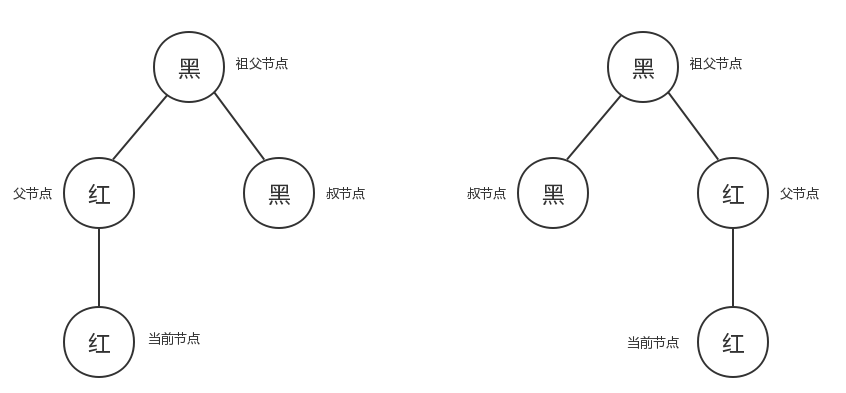 黑 祖父节点
父节点 红 黑 叔节点
红 当前节点
黑 祖父节点
叔节点 黑 红 父节点
当前节点 红